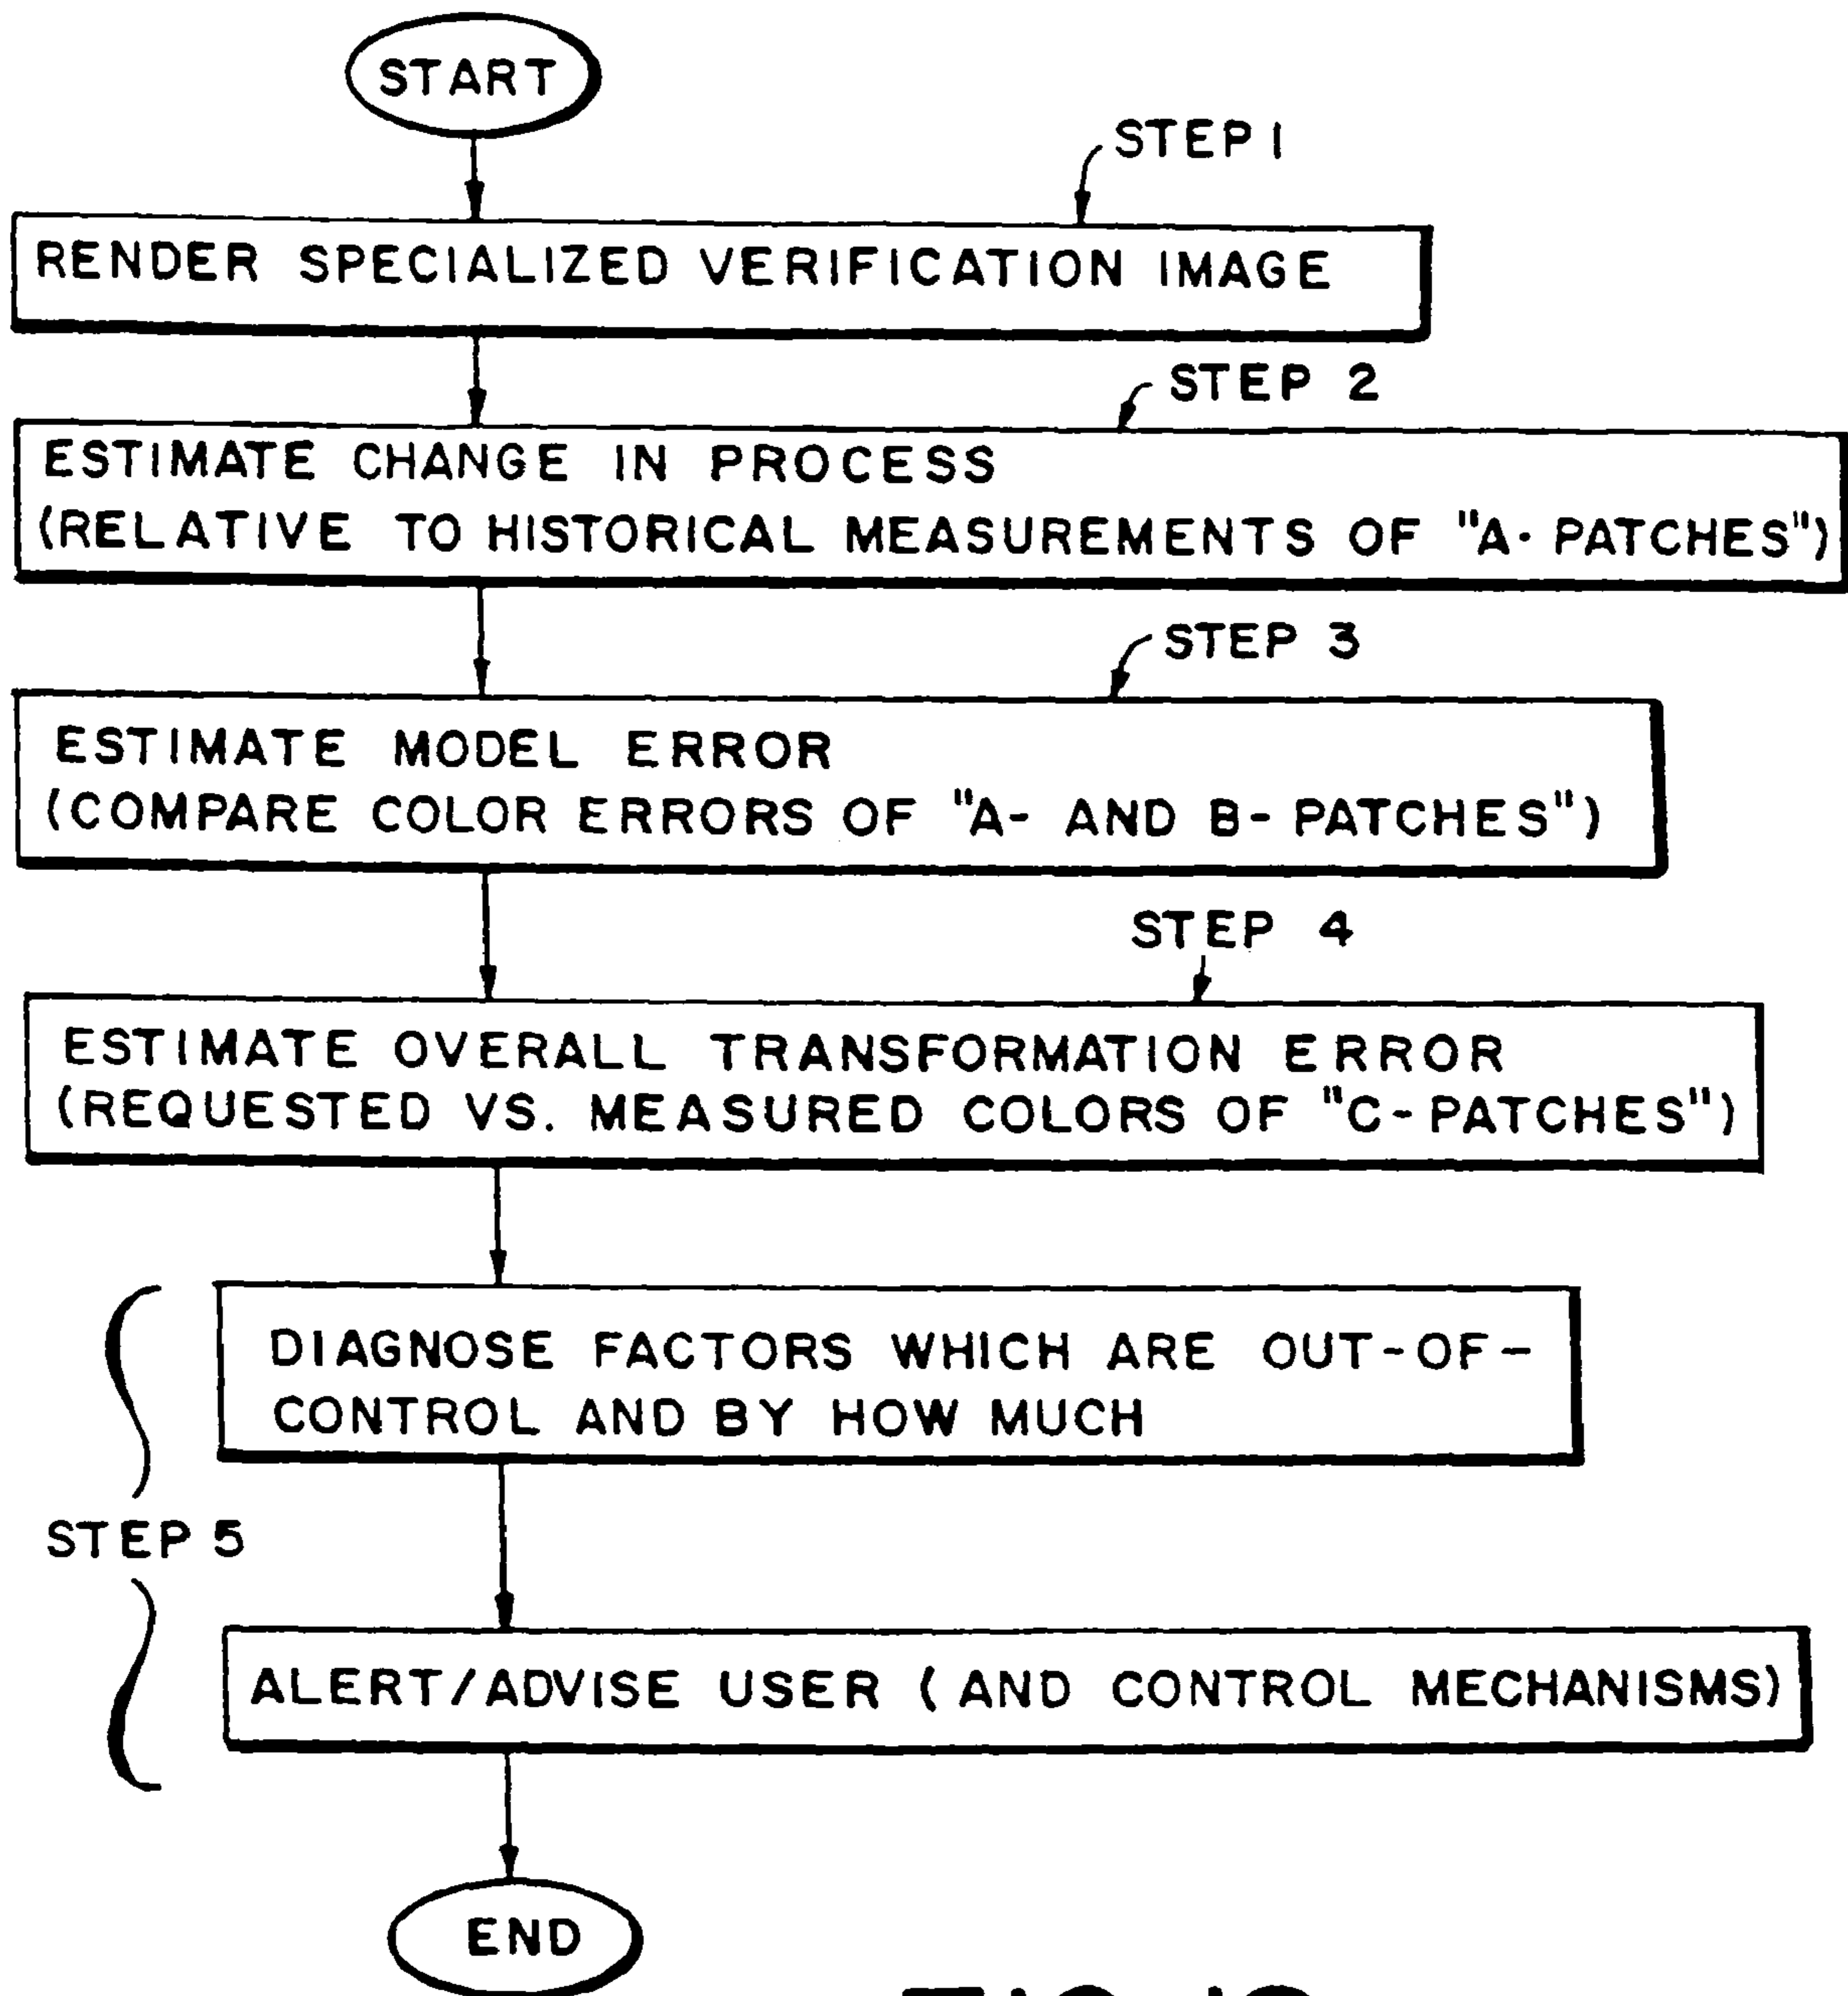 START
STEP 1
RENDER SPECIALIZED VERIFICATION IMAGE
STEP 2
ESTIMATE CHANGE IN PROCESS
(RELATIVE TO HISTORICAL MEASUREMENTS OF "A- PATCHES")
STEP 3
ESTIMATE MODEL ERROR
(COMPARE COLOR ERRORS OF "A- AND B- PATCHES")
STEP 4
ESTIMATE OVERALL TRANSFORMATION ERROR
(REQUESTED VS. MEASURED COLORS OF "C- PATCHES")
DIAGNOSE FACTORS WHICH ARE OUT-OF-
CONTROL AND BY HOW MUCH
STEP 5
ALERT/ADVISE USER (AND CONTROL MECHANISMS)
END